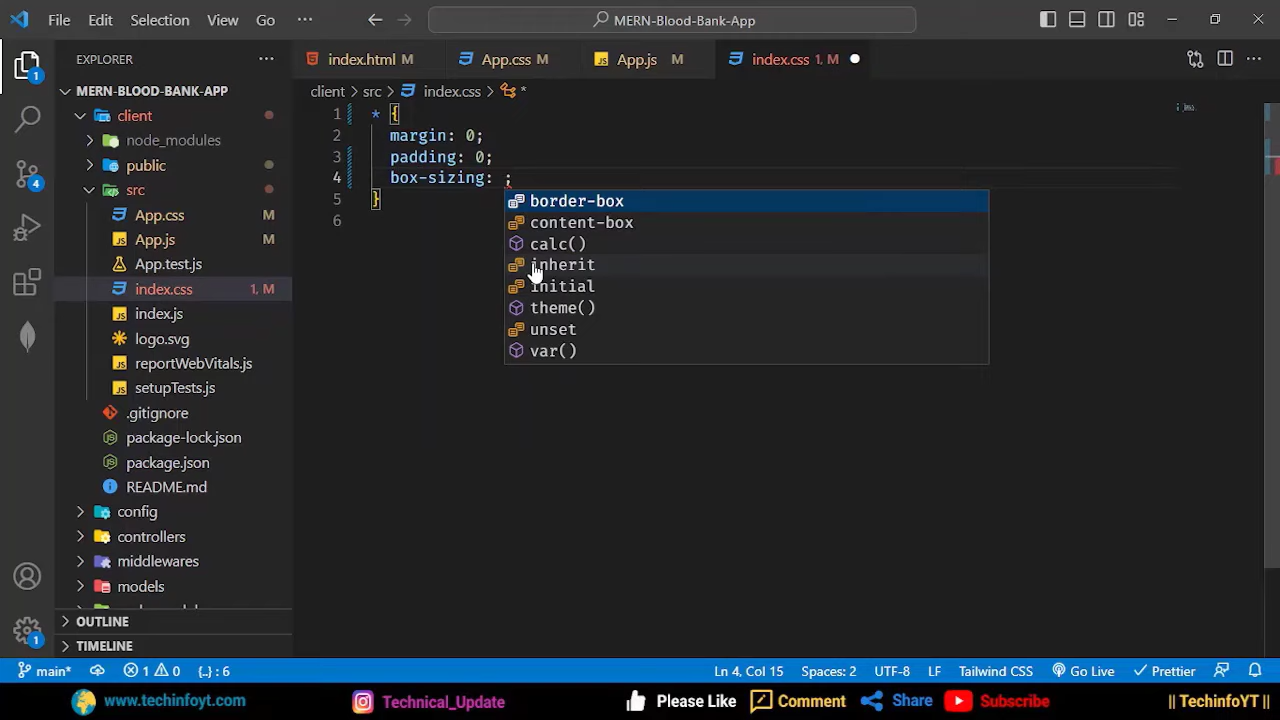 File Edit Selection View Go ···
MERN-Blood-Bank-App
EXPLORER ···
index.html M
App.css M
App.js M
index.css 1, M
MERN-BLOOD-BANK-APP
client > src > index.css > *
client
node_modules
public
src
App.css M
App.js M
App.test.js
index.css 1, M
index.js
logo.svg
reportWebVitals.js
setupTests.js
.gitignore
package-lock.json
package.json
README.md
config
controllers
middlewares
models
OUTLINE
TIMELINE
1
4
1
1 * {
2 margin: 0;
3 padding: 0;
4 box-sizing: ;
5 }
6
border-box
content-box
calc()
inherit
initial
theme()
unset
var()
main* 1 0 {..} : 6 Ln 4, Col 15 Spaces: 2 UTF-8 LF Tailwind CSS Go Live Prettier
www.techinfoyt.com Technical_Update Please Like Comment Share Subscribe || TechinfoYT||